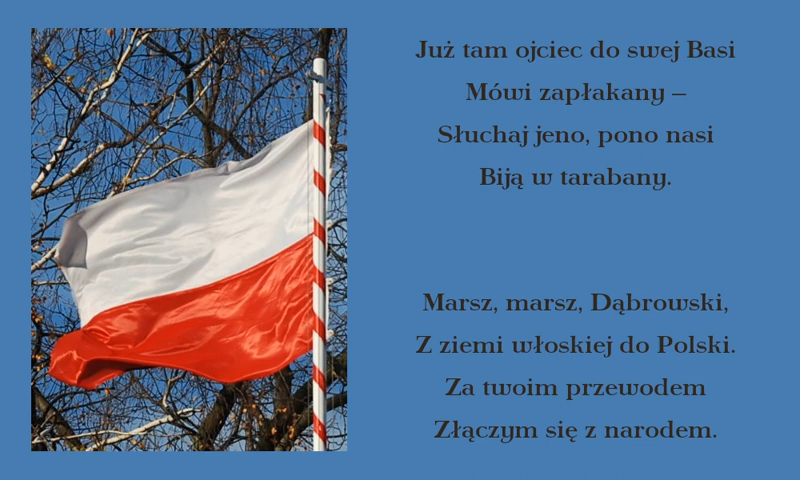 Już tam ojciec do swej Basi
Mówi zapłakany –
Słuchaj jeno, pono nasi
Biją w tarabany.
Marsz, marsz, Dąbrowski,
Z ziemi włoskiej do Polski.
Za twoim przewodem
Złączym się z narodem.